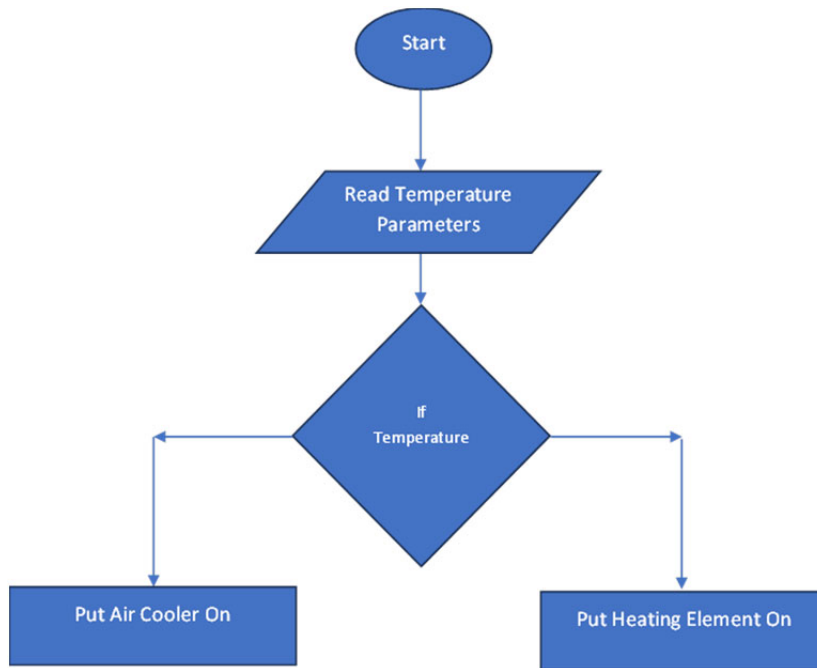 Start
Read Temperature
Parameters
If
Temperature
Put Air Cooler On
Put Heating Element On